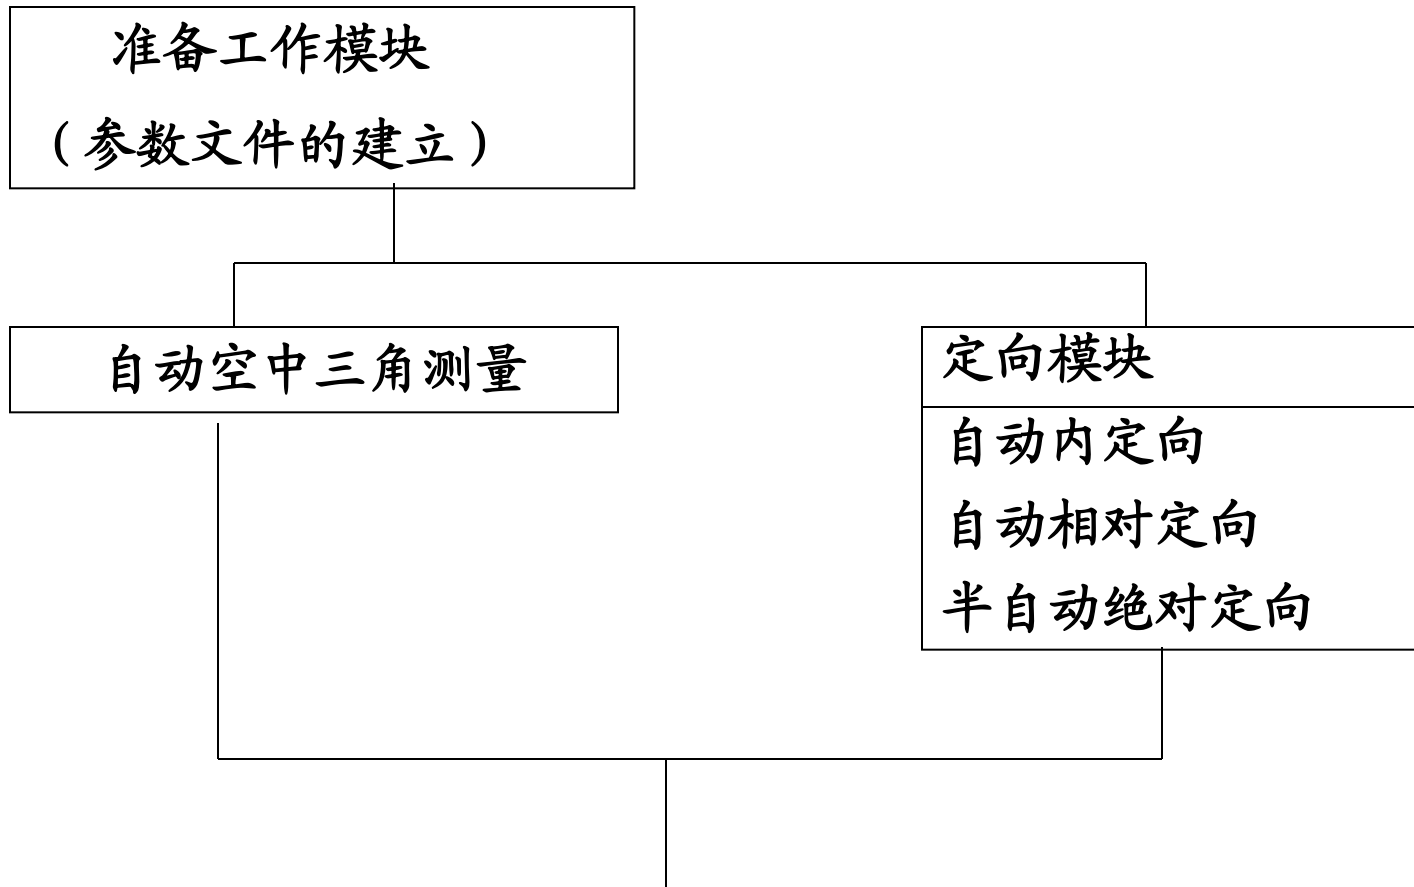 准备工作模块
(参数文件的建立)
自动空中三角测量
定向模块
自动内定向
自动相对定向
半自动绝对定向